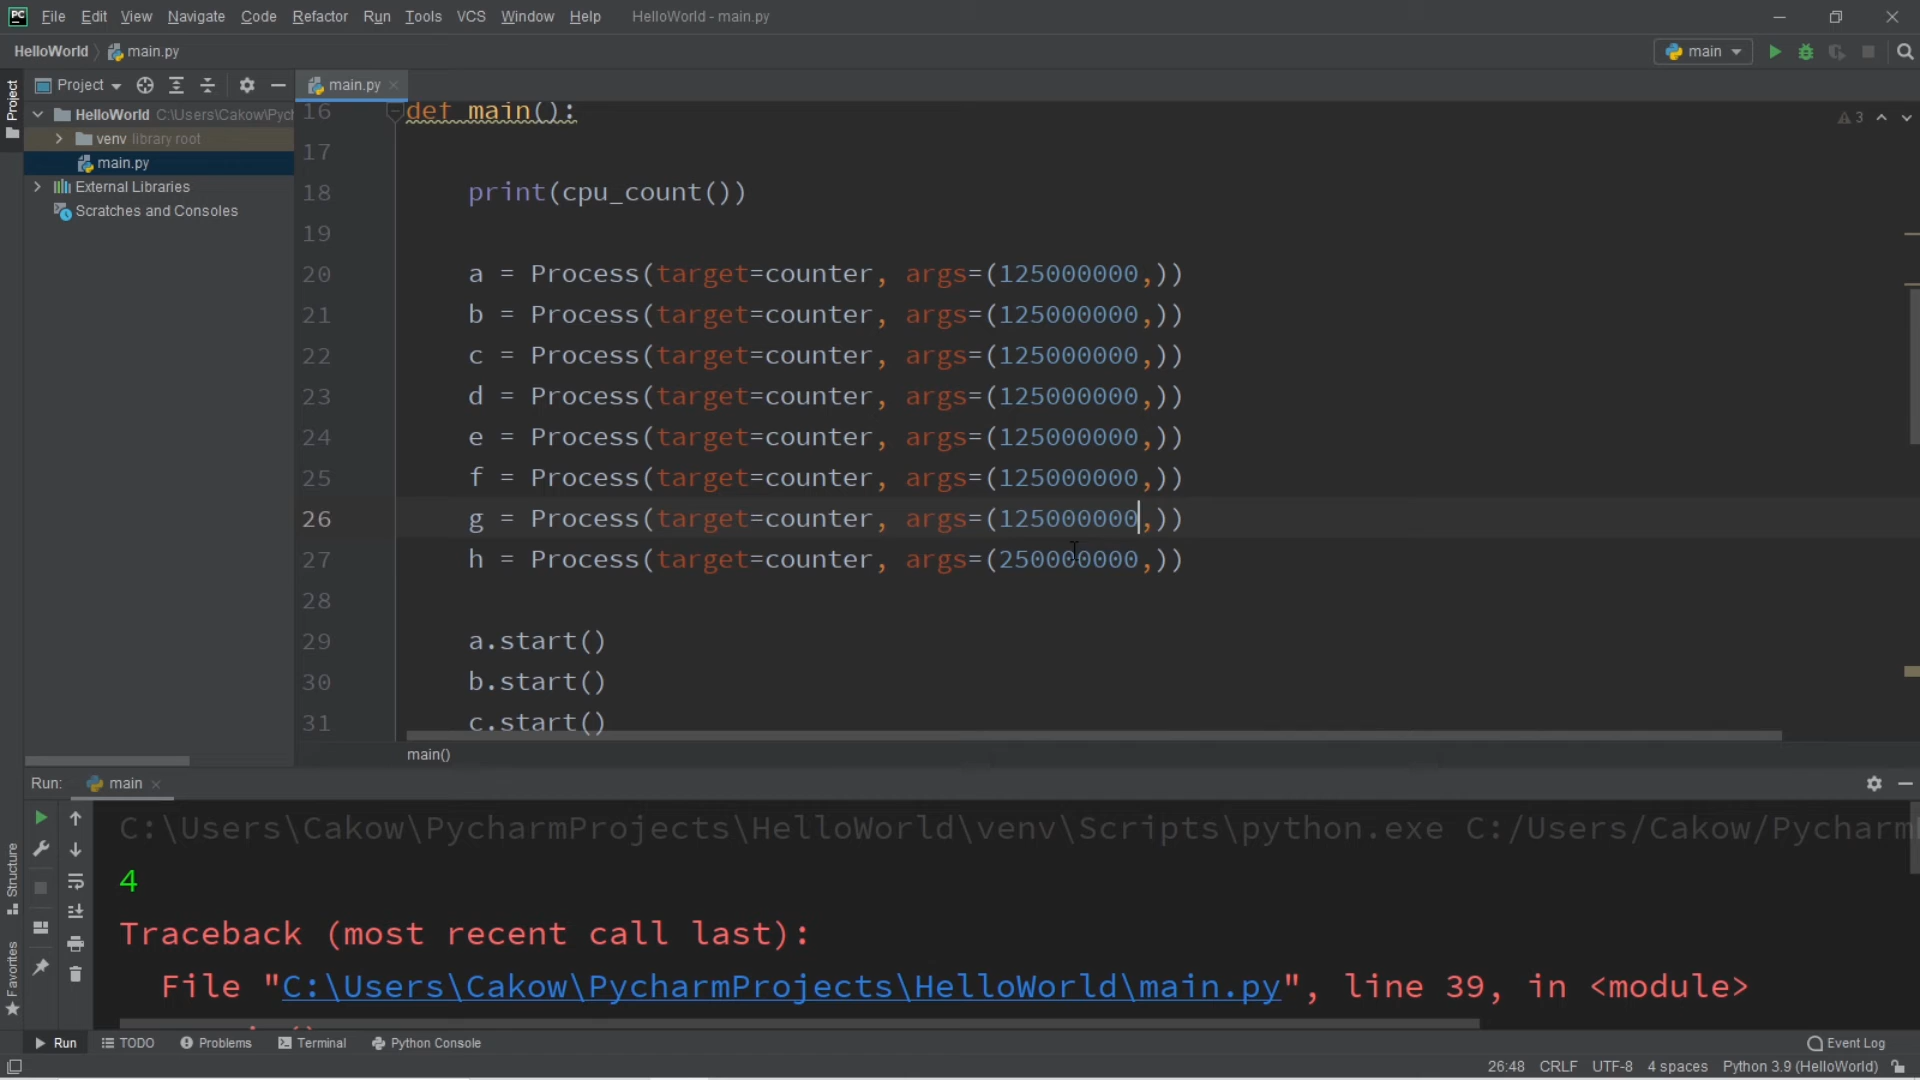 PC File Edit View Navigate Code Refactor Run Tools VCS Window Help HelloWorld - main.py
HelloWorld main.py main
Project main.py
Project
HelloWorld C:\Users\Cakow\Pych
venv library root
main.py
External Libraries
Scratches and Consoles
3
16 def main():
17
18 print(cpu_count())
19
20 a = Process(target=counter, args=(125000000,))
21 b = Process(target=counter, args=(125000000,))
22 c = Process(target=counter, args=(125000000,))
23 d = Process(target=counter, args=(125000000,))
24 e = Process(target=counter, args=(125000000,))
25 f = Process(target=counter, args=(125000000,))
26 g = Process(target=counter, args=(125000000,))
27 h = Process(target=counter, args=(250000000,))
28
29 a.start()
30 b.start()
31 c.start()
main()
Run: main
C:\Users\Cakow\PycharmProjects\HelloWorld\venv\Scripts\python.exe C:/Users/Cakow/Pycharm
4
Traceback (most recent call last):
File "C:\Users\Cakow\PycharmProjects\HelloWorld\main.py", line 39, in <module>
Structure
Favorites
Run TODO Problems Terminal Python Console Event Log
26:48 CRLF UTF-8 4 spaces Python 3.9 (HelloWorld)